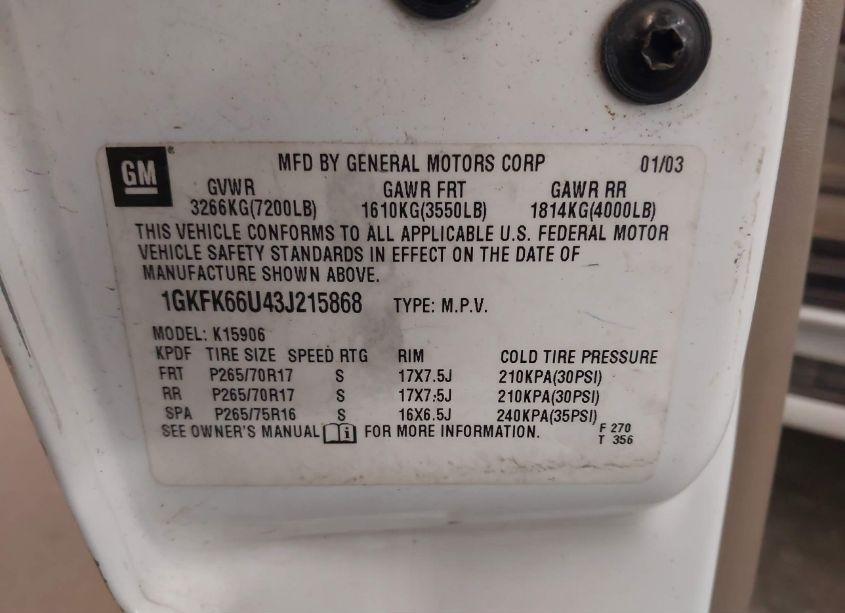 GM®
MFD BY GENERAL MOTORS CORP 01/03
GVWR GAWR FRT GAWR RR
3266KG(7200LB) 1610KG(3550LB) 1814KG(4000LB)
THIS VEHICLE CONFORMS TO ALL APPLICABLE U.S. FEDERAL MOTOR
VEHICLE SAFETY STANDARDS IN EFFECT ON THE DATE OF
MANUFACTURE SHOWN ABOVE.
1GKFK66U43J215868 TYPE: M.P.V.
MODEL: K15906
KPDF TIRE SIZE SPEED RTG RIM COLD TIRE PRESSURE
FRT P265/70R17 S 17X7.5J 210KPA(30PSI)
RR P265/70R17 S 17X7.5J 210KPA(30PSI)
SPA P265/75R16 S 16X6.5J 240KPA(35PSI)
SEE OWNER'S MANUAL i FOR MORE INFORMATION. F 270
T 356